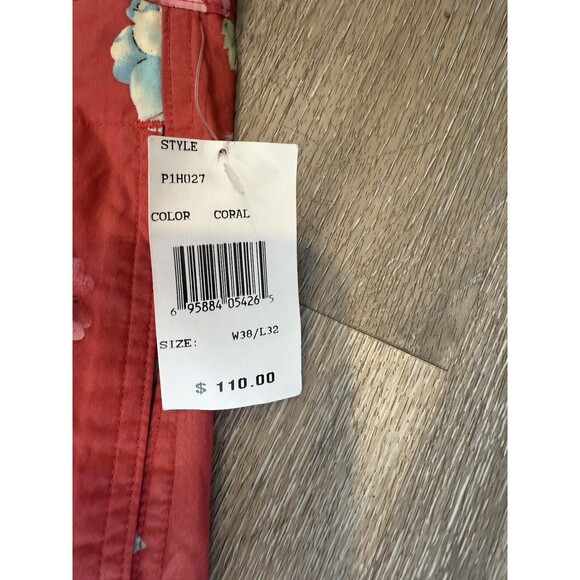 STYLE
P1H027
COLOR CORAL
6 95884 05426 5
SIZE: W38/L32
$ 110.00